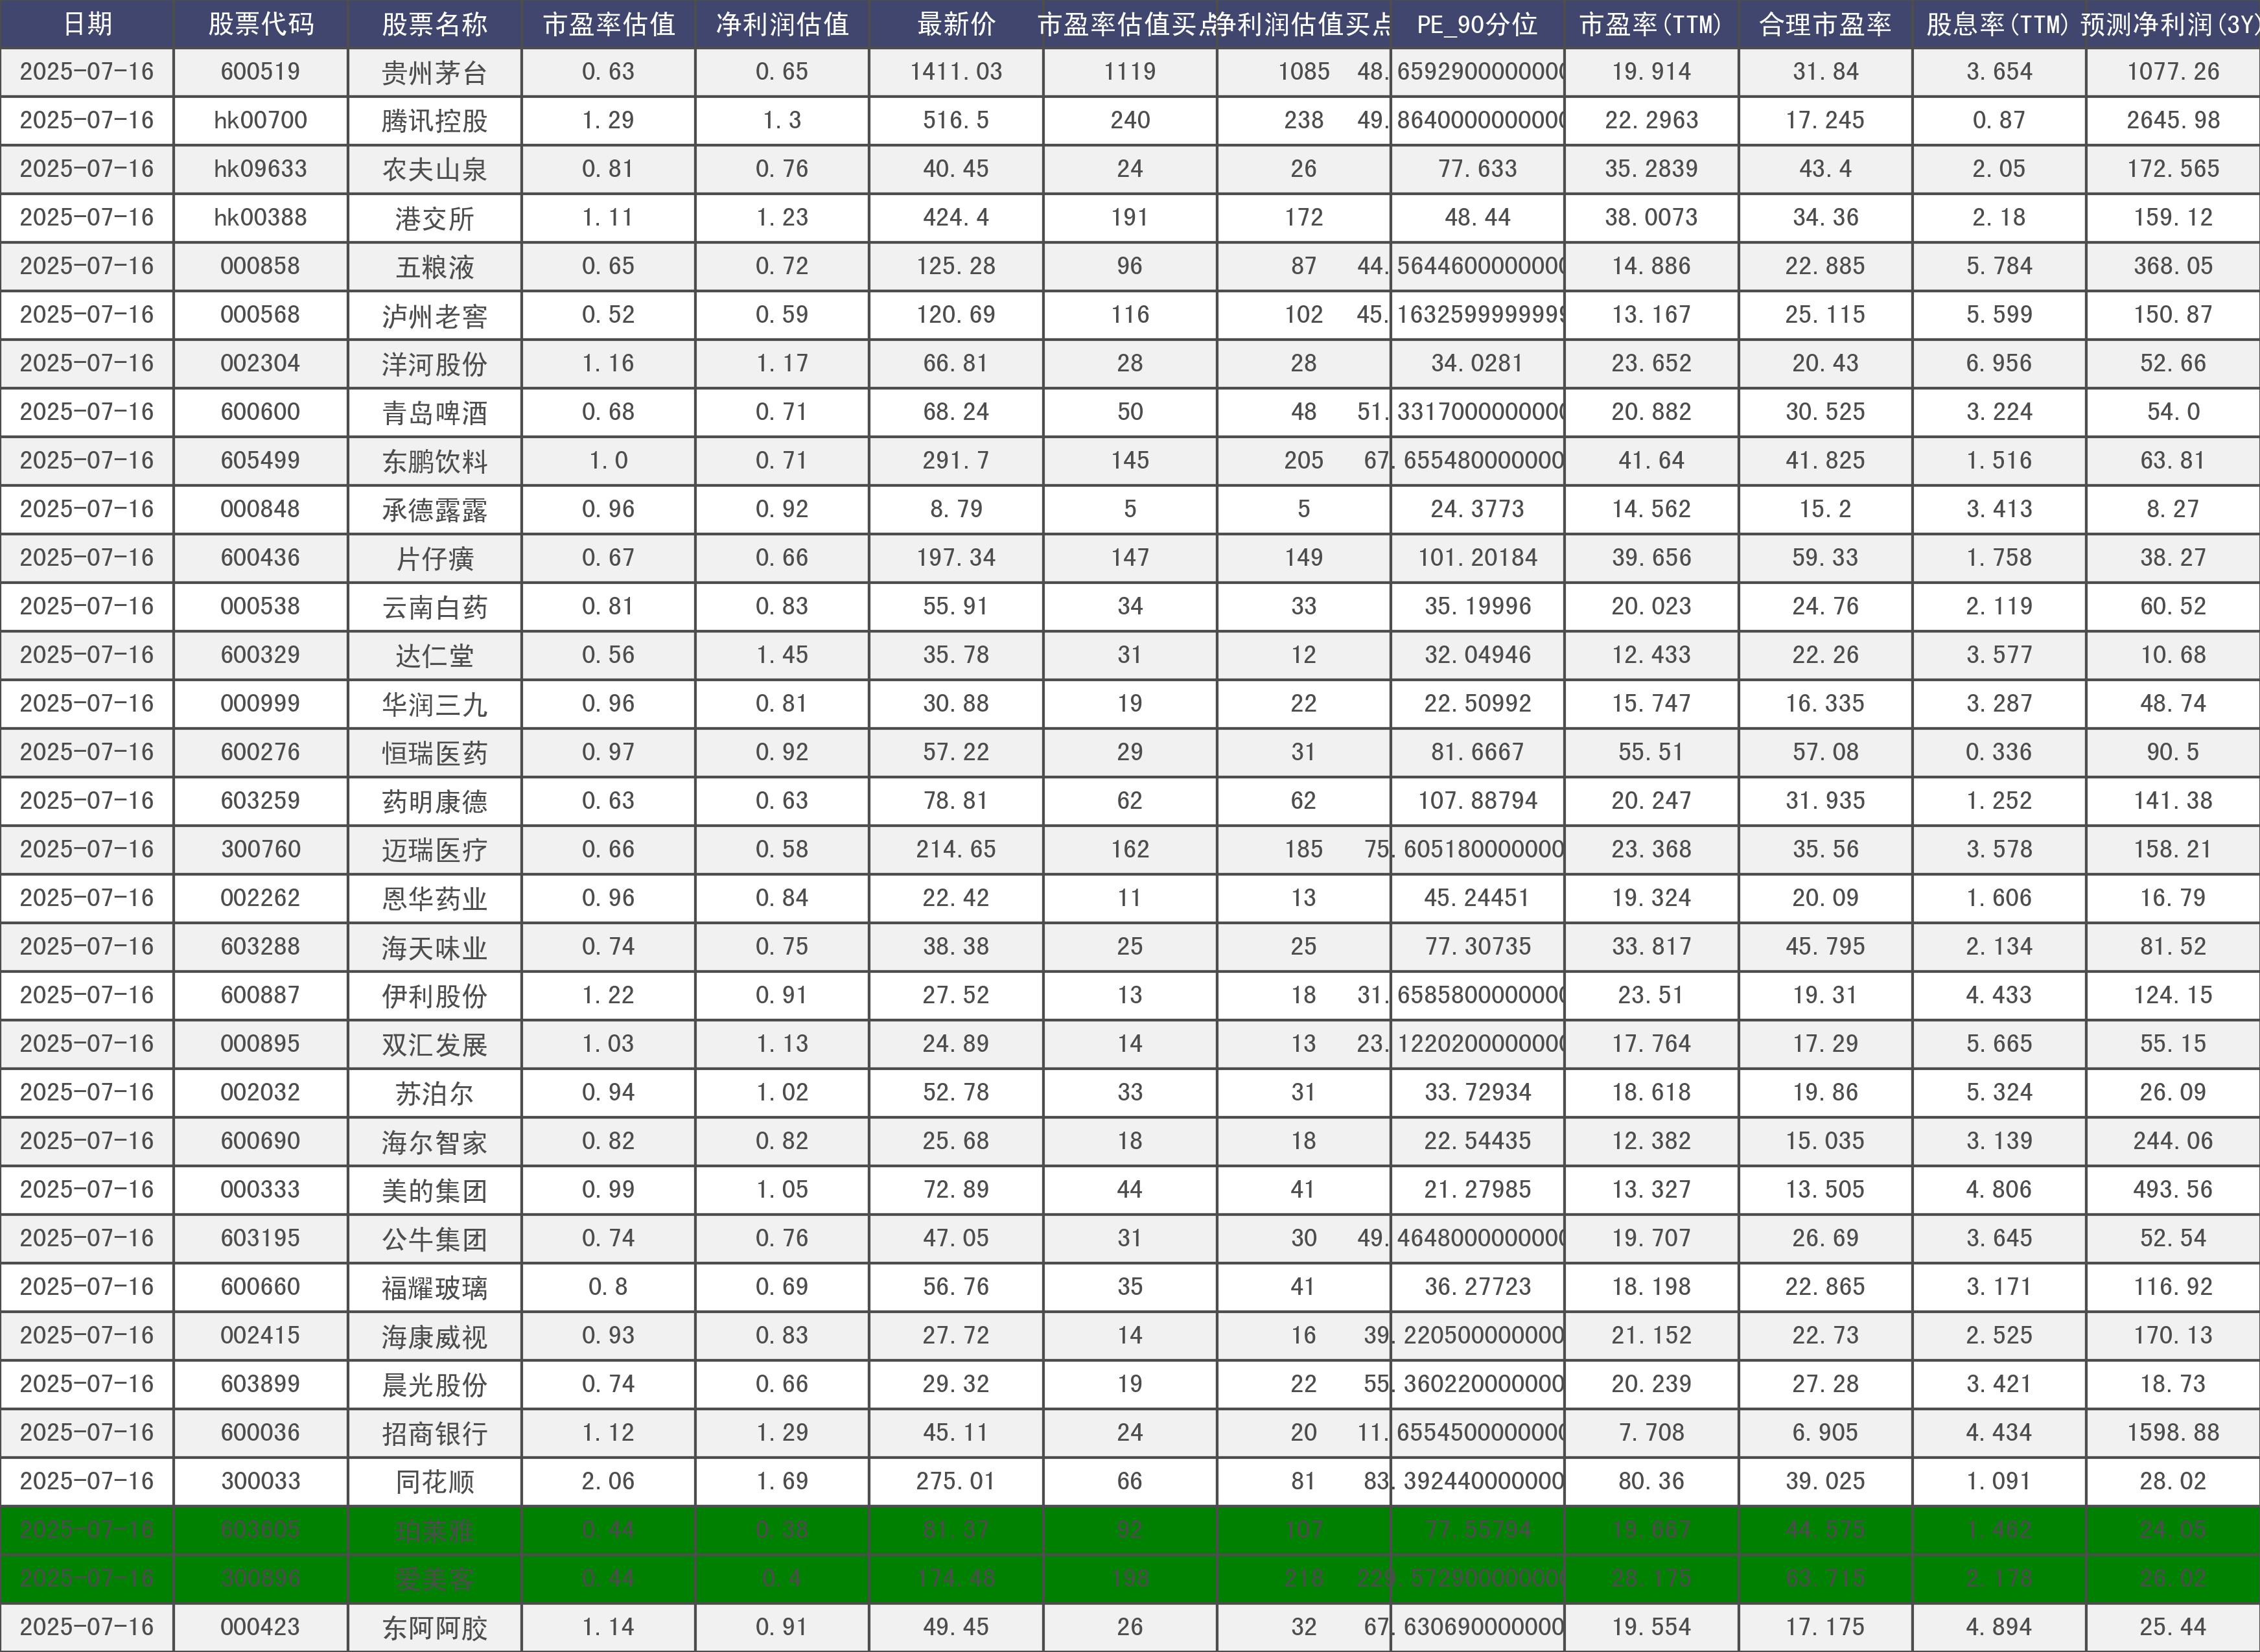 日期 股票代码 股票名称 市盈率估值 净利润估值 最新价 市盈率估值买点 净利润估值买点 PE_90分位 市盈率(TTM) 合理市盈率 股息率(TTM) 预测净利润(3Y)
2025-07-16 600519 贵州茅台 0.63 0.65 1411.03 1119 1085 48.6592900000000 19.914 31.84 3.654 1077.26
2025-07-16 hk00700 腾讯控股 1.29 1.3 516.5 240 238 49.8640000000000 22.2963 17.245 0.87 2645.98
2025-07-16 hk09633 农夫山泉 0.81 0.76 40.45 24 26 77.633 35.2839 43.4 2.05 172.565
2025-07-16 hk00388 港交所 1.11 1.23 424.4 191 172 48.44 38.0073 34.36 2.18 159.12
2025-07-16 000858 五粮液 0.65 0.72 125.28 96 87 44.5644600000000 14.886 22.885 5.784 368.05
2025-07-16 000568 泸州老窖 0.52 0.59 120.69 116 102 45.1632599999999 13.167 25.115 5.599 150.87
2025-07-16 002304 洋河股份 1.16 1.17 66.81 28 28 34.0281 23.652 20.43 6.956 52.66
2025-07-16 600600 青岛啤酒 0.68 0.71 68.24 50 48 51.3317000000000 20.882 30.525 3.224 54.0
2025-07-16 605499 东鹏饮料 1.0 0.71 291.7 145 205 67.655480000000 41.64 41.825 1.516 63.81
2025-07-16 000848 承德露露 0.96 0.92 8.79 5 5 24.3773 14.562 15.2 3.413 8.27
2025-07-16 600436 片仔癀 0.67 0.66 197.34 147 149 101.20184 39.656 59.33 1.758 38.27
2025-07-16 000538 云南白药 0.81 0.83 55.91 34 33 35.19996 20.023 24.76 2.119 60.52
2025-07-16 600329 达仁堂 0.56 1.45 35.78 31 12 32.04946 12.433 22.26 3.577 10.68
2025-07-16 000999 华润三九 0.96 0.81 30.88 19 22 22.50992 15.747 16.335 3.287 48.74
2025-07-16 600276 恒瑞医药 0.97 0.92 57.22 29 31 81.6667 55.51 57.08 0.336 90.5
2025-07-16 603259 药明康德 0.63 0.63 78.81 62 62 107.88794 20.247 31.935 1.252 141.38
2025-07-16 300760 迈瑞医疗 0.66 0.58 214.65 162 185 75.605180000000 23.368 35.56 3.578 158.21
2025-07-16 002262 恩华药业 0.96 0.84 22.42 11 13 45.24451 19.324 20.09 1.606 16.79
2025-07-16 603288 海天味业 0.74 0.75 38.38 25 25 77.30735 33.817 45.795 2.134 81.52
2025-07-16 600887 伊利股份 1.22 0.91 27.52 13 18 31.6585800000000 23.51 19.31 4.433 124.15
2025-07-16 000895 双汇发展 1.03 1.13 24.89 14 13 23.1220200000000 17.764 17.29 5.665 55.15
2025-07-16 002032 苏泊尔 0.94 1.02 52.78 33 31 33.72934 18.618 19.86 5.324 26.09
2025-07-16 600690 海尔智家 0.82 0.82 25.68 18 18 22.54435 12.382 15.035 3.139 244.06
2025-07-16 000333 美的集团 0.99 1.05 72.89 44 41 21.27985 13.327 13.505 4.806 493.56
2025-07-16 603195 公牛集团 0.74 0.76 47.05 31 30 49.4648000000000 19.707 26.69 3.645 52.54
2025-07-16 600660 福耀玻璃 0.8 0.69 56.76 35 41 36.27723 18.198 22.865 3.171 116.92
2025-07-16 002415 海康威视 0.93 0.83 27.72 14 16 39.220500000000 21.152 22.73 2.525 170.13
2025-07-16 603899 晨光股份 0.74 0.66 29.32 19 22 55.360220000000 20.239 27.28 3.421 18.73
2025-07-16 600036 招商银行 1.12 1.29 45.11 24 20 11.6554500000000 7.708 6.905 4.434 1598.88
2025-07-16 300033 同花顺 2.06 1.69 275.01 66 81 83.392440000000 80.36 39.025 1.091 28.02
2025-07-16 603605 珀莱雅 0.44 0.38 81.37 92 107 77.55794 19.667 44.575 1.462 24.05
2025-07-16 300896 爱美客 0.44 0.4 174.48 198 218 229.5729000000000 28.175 63.715 2.178 26.02
2025-07-16 000423 东阿阿胶 1.14 0.91 49.45 26 32 67.630690000000 19.554 17.175 4.894 25.44